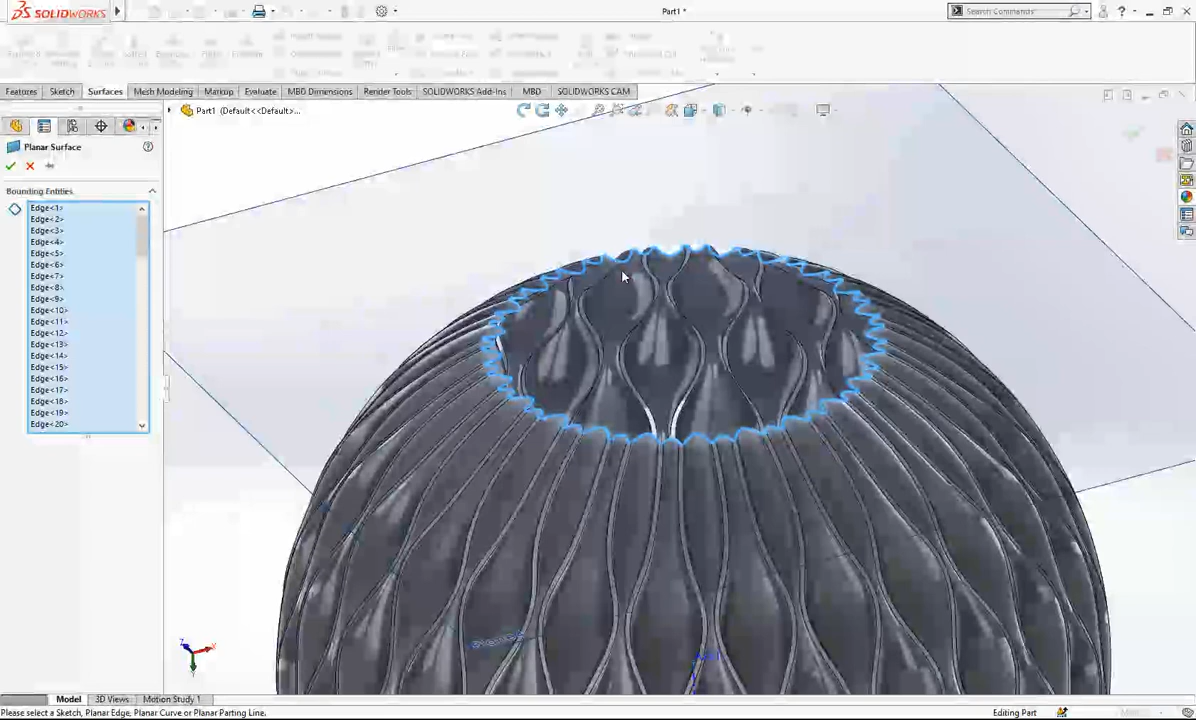 SOLIDWORKS
Part1 *
Search Commands
?
Features
Sketch
Surfaces
Mesh Modeling
Markup
Evaluate
MBD Dimensions
Render Tools
SOLIDWORKS Add-Ins
MBD
SOLIDWORKS CAM
Part1 (Default<<Default>...
Planar Surface
Bounding Entities
Edge<1>
Edge<2>
Edge<3>
Edge<4>
Edge<5>
Edge<6>
Edge<7>
Edge<8>
Edge<9>
Edge<10>
Edge<11>
Edge<12>
Edge<13>
Edge<14>
Edge<15>
Edge<16>
Edge<17>
Edge<18>
Edge<19>
Edge<20>
Z
X
Model
3D Views
Motion Study 1
Please select a Sketch, Planar Edge, Planar Curve or Planar Parting Line.
Editing Part